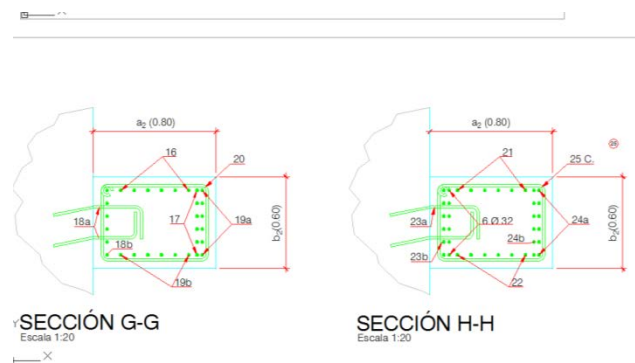 a2 (0.80)
16
20
b2(0.60)
18a
17
19a
18b
19b
SECCIÓN G-G
Escala 1:20
a2 (0.80)
21
25 C.
b2(0.60)
23a
6 Ø 32
24a
24b
23b
22
SECCIÓN H-H
Escala 1:20